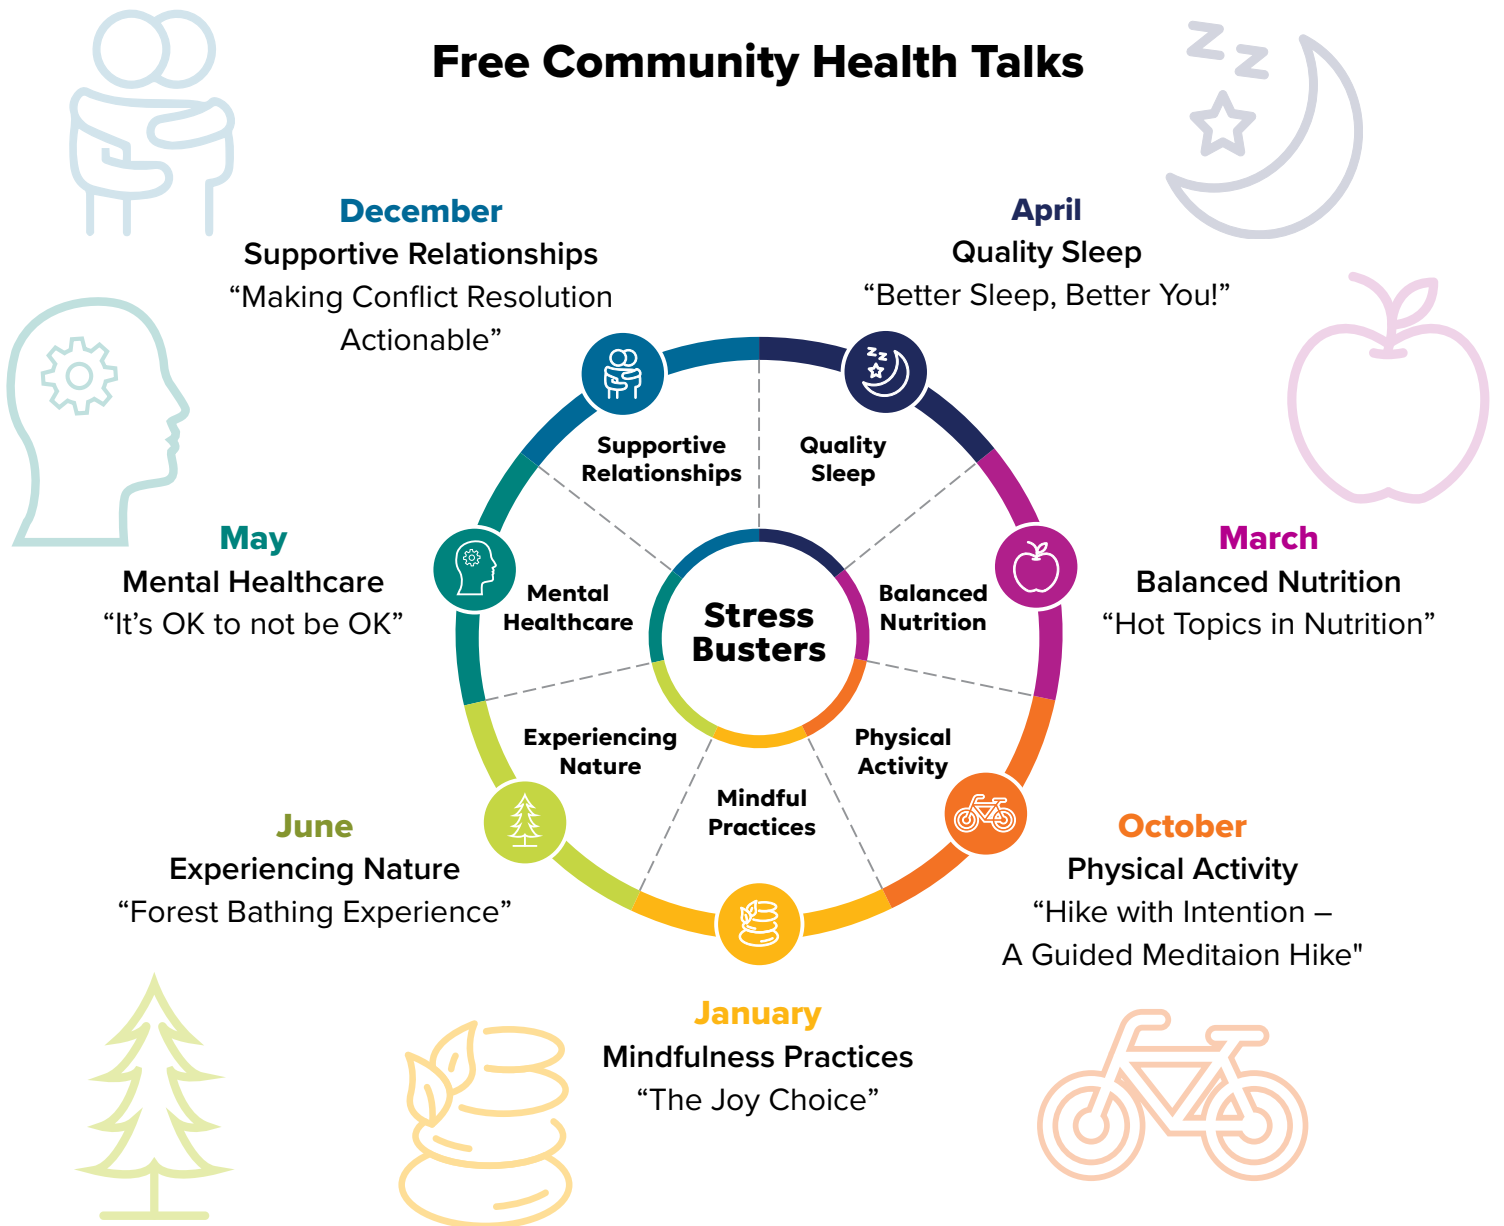 Free Community Health Talks
December
Supportive Relationships
“Making Conflict Resolution
Actionable”
April
Quality Sleep
“Better Sleep, Better You!”
May
Mental Healthcare
“It’s OK to not be OK”
March
Balanced Nutrition
“Hot Topics in Nutrition”
June
Experiencing Nature
“Forest Bathing Experience”
October
Physical Activity
“Hike with Intention –
A Guided Meditaion Hike"
January
Mindfulness Practices
“The Joy Choice”
Supportive
Relationships
Quality
Sleep
Mental
Healthcare
Balanced
Nutrition
Stress
Busters
Experiencing
Nature
Physical
Activity
Mindful
Practices
zz
zz